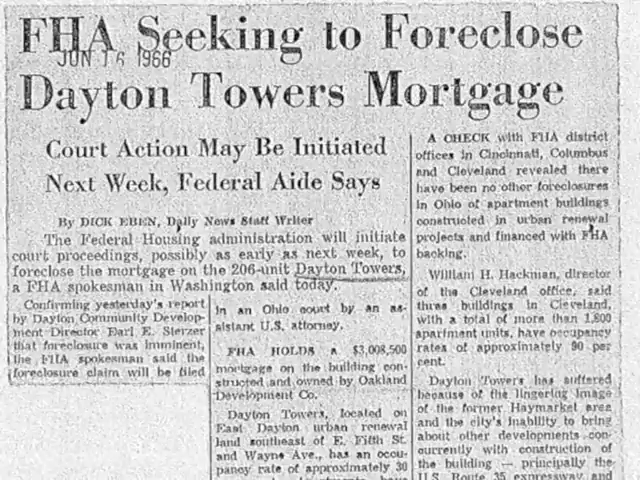 FHA Seeking to Foreclose
JUN 16 1966
Dayton Towers Mortgage
Court Action May Be Initiated
Next Week, Federal Aide Says
By DICK EBEN, Daily News Staff Writer
The Federal Housing administration will initiate
court proceedings, possibly as early as next week, to
foreclose the mortgage on the 206-unit Dayton Towers,
a FHA spokesman in Washington said today.
Confirming yesterday's report
by Dayton Community Develop-
ment Director Earl E. Sterzer
that foreclosure was imminent,
the FHA spokesman said the
foreclosure claim will be filed
in an Ohio court by an as-
sistant U.S. attorney.
FHA HOLDS a $3,008,500
mortgage on the building con-
structed and owned by Oakland
Development Co.
Dayton Towers, located on
East Dayton urban renewal
land southeast of E. Fifth St.
and Wayne Ave., has an occu-
pancy rate of approximately 30
A CHECK with FHA district
offices in Cincinnati, Columbus
and Cleveland revealed there
have been no other foreclosures
in Ohio of apartment buildings
constructed in urban renewal
projects and financed with FHA
backing.
William H. Hackman, director
of the Cleveland office, said
three buildings in Cleveland,
with a total of more than 1,800
apartment units, have occupancy
rates of approximately 90 per
cent.
Dayton Towers has suffered
because of the lingering image
of the former Haymarket area
and the city's inability to bring
about other developments con-
currently with construction of
the building — principally the
U.S. Route 35 expressway and